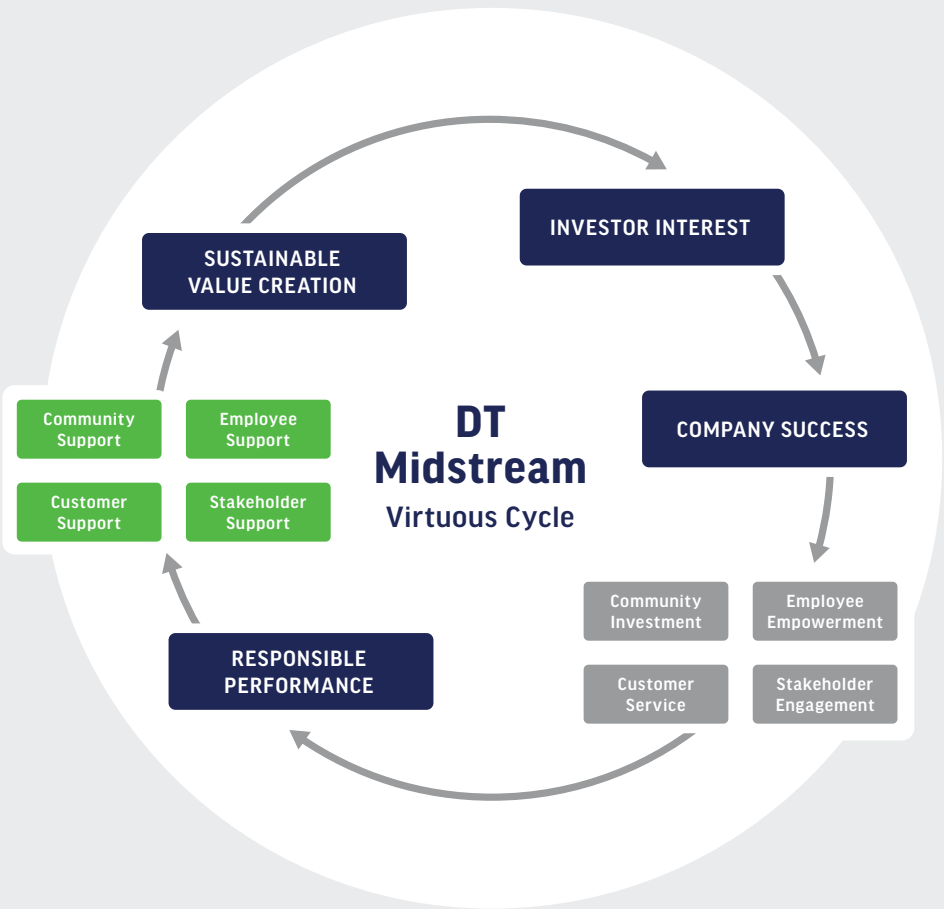 INVESTOR INTEREST
SUSTAINABLE
VALUE CREATION
COMPANY SUCCESS
Community
Support
Employee
Support
Customer
Support
Stakeholder
Support
DT
Midstream
Virtuous Cycle
Community
Investment
Employee
Empowerment
Customer
Service
Stakeholder
Engagement
RESPONSIBLE
PERFORMANCE